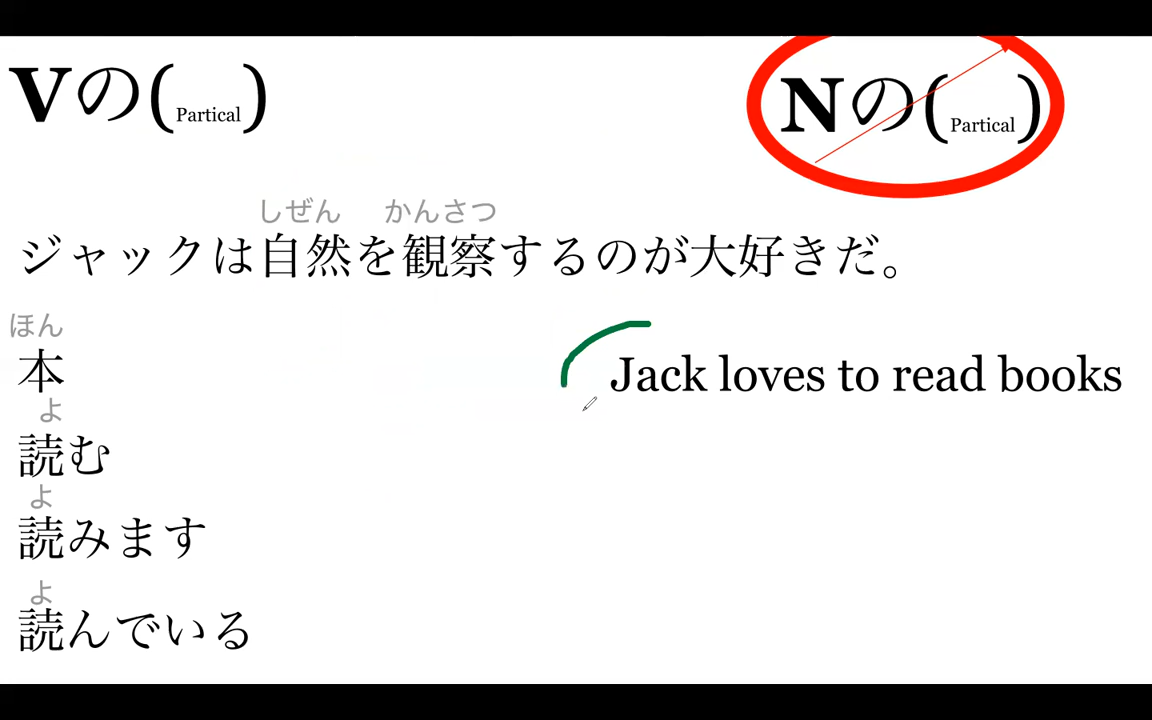 Vの(Partical)
Nの(Partical)
しぜん かんさつ
ジャックは自然を観察するのが大好きだ。
ほん
本
Jack loves to read books
よ
読む
よ
読みます
よ
読んでいる